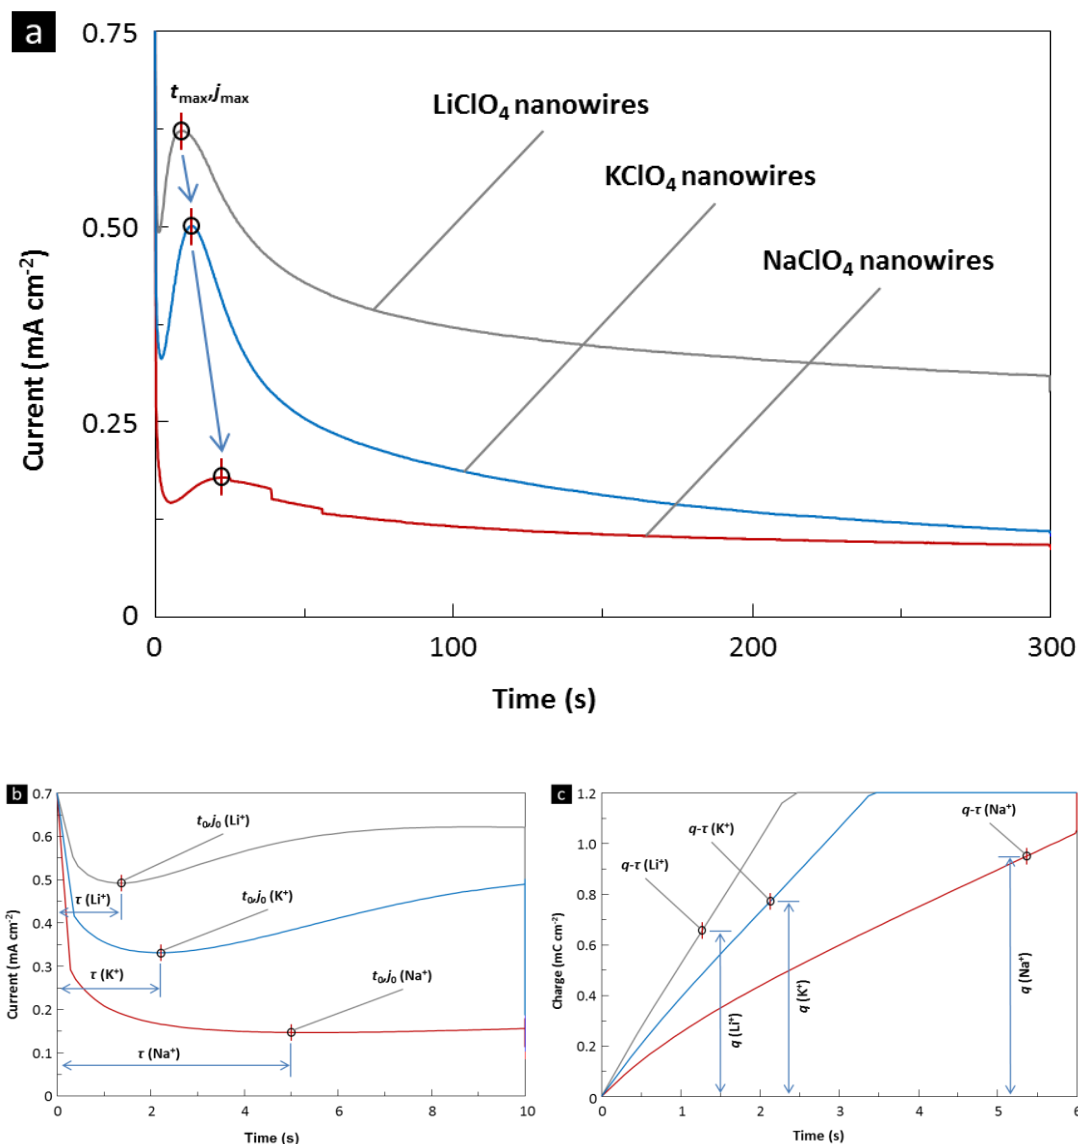 a
0.75
0.50
0.25
0
Current (mA cm⁻²)
t_max,j_max
LiClO₄ nanowires
KClO₄ nanowires
NaClO₄ nanowires
0 100 200 300
Time (s)
b
0.7
0.6
0.5
0.4
0.3
0.2
0.1
0
Current (mA cm⁻²)
t₀,j₀ (Li⁺)
τ (Li⁺)
t₀,j₀ (K⁺)
τ (K⁺)
t₀,j₀ (Na⁺)
τ (Na⁺)
0 2 4 6 8 10
Time (s)
c
1.2
1.0
0.8
0.6
0.4
0.2
0.0
Charge (mC cm⁻²)
q-τ (K⁺)
q-τ (Na⁺)
q-τ (Li⁺)
q (Li⁺)
q (K⁺)
q (Na⁺)
0 1 2 3 4 5 6
Time (s)